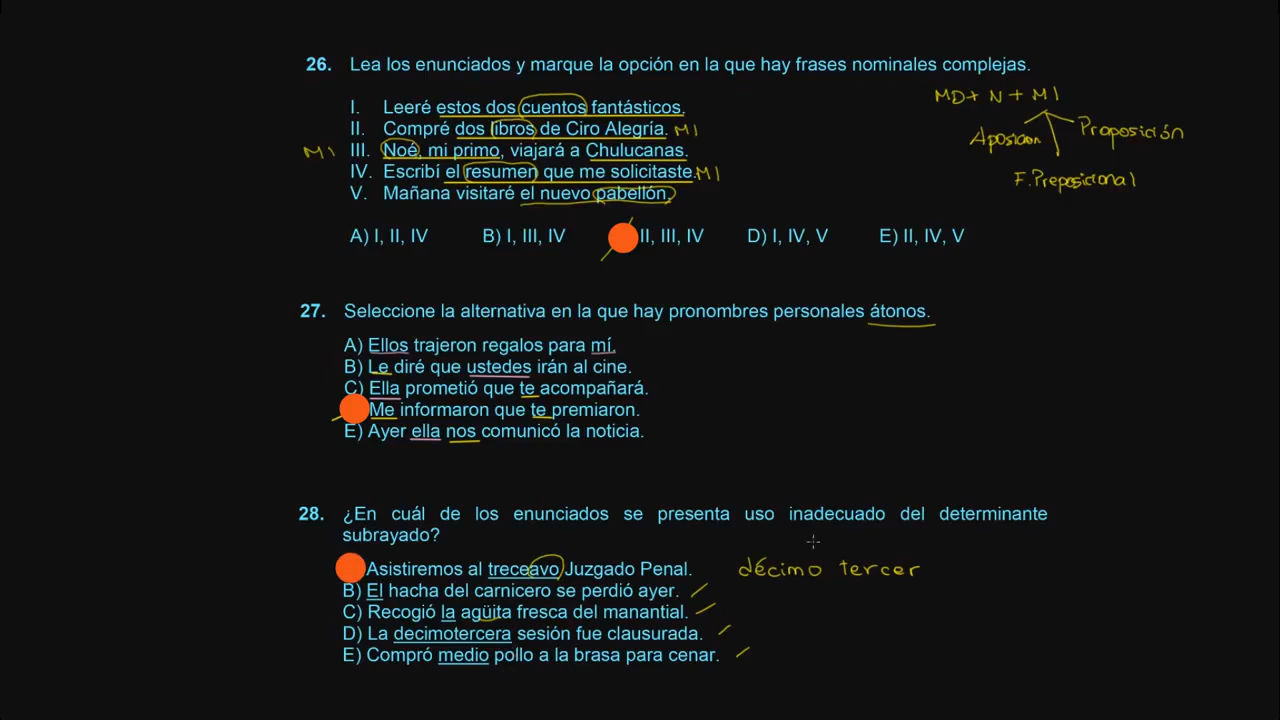 26. Lea los enunciados y marque la opción en la que hay frases nominales complejas.
MD + N + MI
Aposicion
Proposición
F. Preposicional
I. Leeré estos dos cuentos fantásticos.
II. Compré dos libros de Ciro Alegría. MI
MI III. Noé, mi primo, viajará a Chulucanas.
IV. Escribí el resumen que me solicitaste. MI
V. Mañana visitaré el nuevo pabellón.
A) I, II, IV B) I, III, IV II, III, IV D) I, IV, V E) II, IV, V
27. Seleccione la alternativa en la que hay pronombres personales átonos.
A) Ellos trajeron regalos para mí.
B) Le diré que ustedes irán al cine.
C) Ella prometió que te acompañará.
Me informaron que te premiaron.
E) Ayer ella nos comunicó la noticia.
28. ¿En cuál de los enunciados se presenta uso inadecuado del determinante
subrayado?
Asistiremos al treceavo Juzgado Penal. décimo tercer
B) El hacha del carnicero se perdió ayer.
C) Recogió la agüita fresca del manantial.
D) La decimotercera sesión fue clausurada.
E) Compró medio pollo a la brasa para cenar.